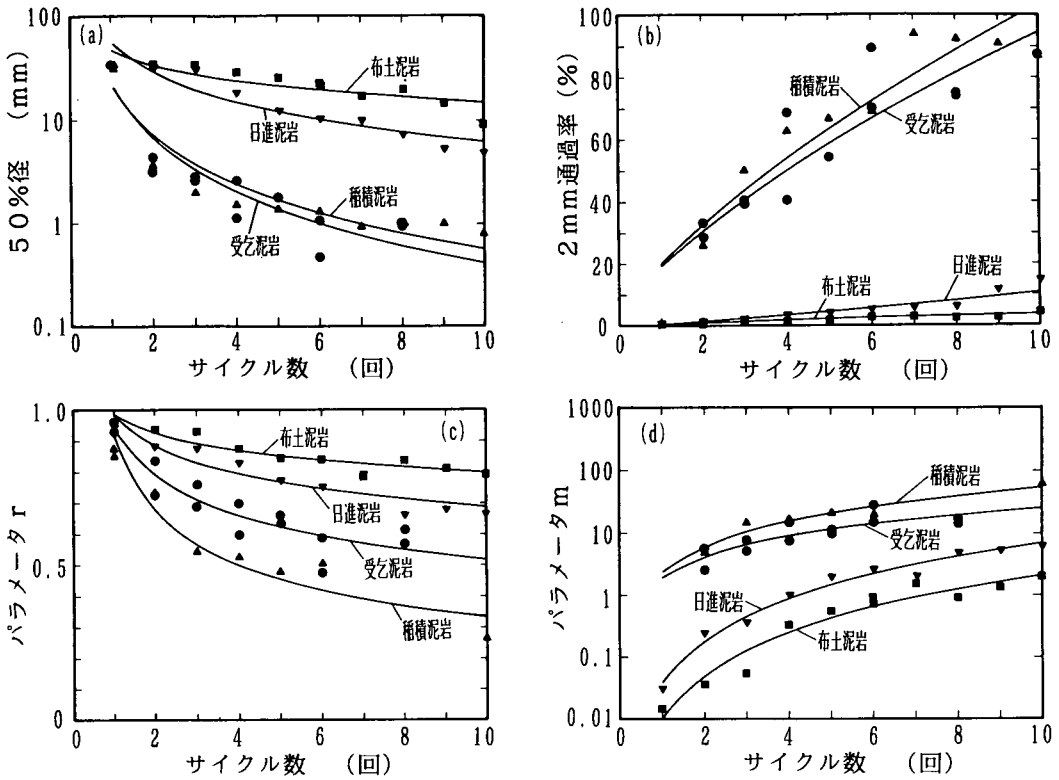 (a)
50%径 (mm)
100
10
1
0.1
布土泥岩
日進泥岩
稲積泥岩
受乞泥岩
0 2 4 6 8 10
サイクル数 (回)
(b)
2mm通過率 (%)
100
80
60
40
20
0
稲積泥岩
受乞泥岩
日進泥岩
布土泥岩
0 2 4 6 8 10
サイクル数 (回)
(c)
パラメータr
1.0
0.5
0
布土泥岩
日進泥岩
受乞泥岩
稲積泥岩
0 2 4 6 8 10
サイクル数 (回)
(d)
パラメータm
1000
100
10
1
0.1
0.01
稲積泥岩
受乞泥岩
日進泥岩
布土泥岩
0 2 4 6 8 10
サイクル数 (回)